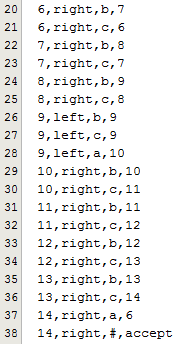 20 6,right,b,7
21 6,right,c,6
22 7,right,b,8
23 7,right,c,7
24 8,right,b,9
25 8,right,c,8
26 9,left,b,9
27 9,left,c,9
28 9,left,a,10
29 10,right,b,10
30 10,right,c,11
31 11,right,b,11
32 11,right,c,12
33 12,right,b,12
34 12,right,c,13
35 13,right,b,13
36 13,right,c,14
37 14,right,a,6
38 14,right,#,accept